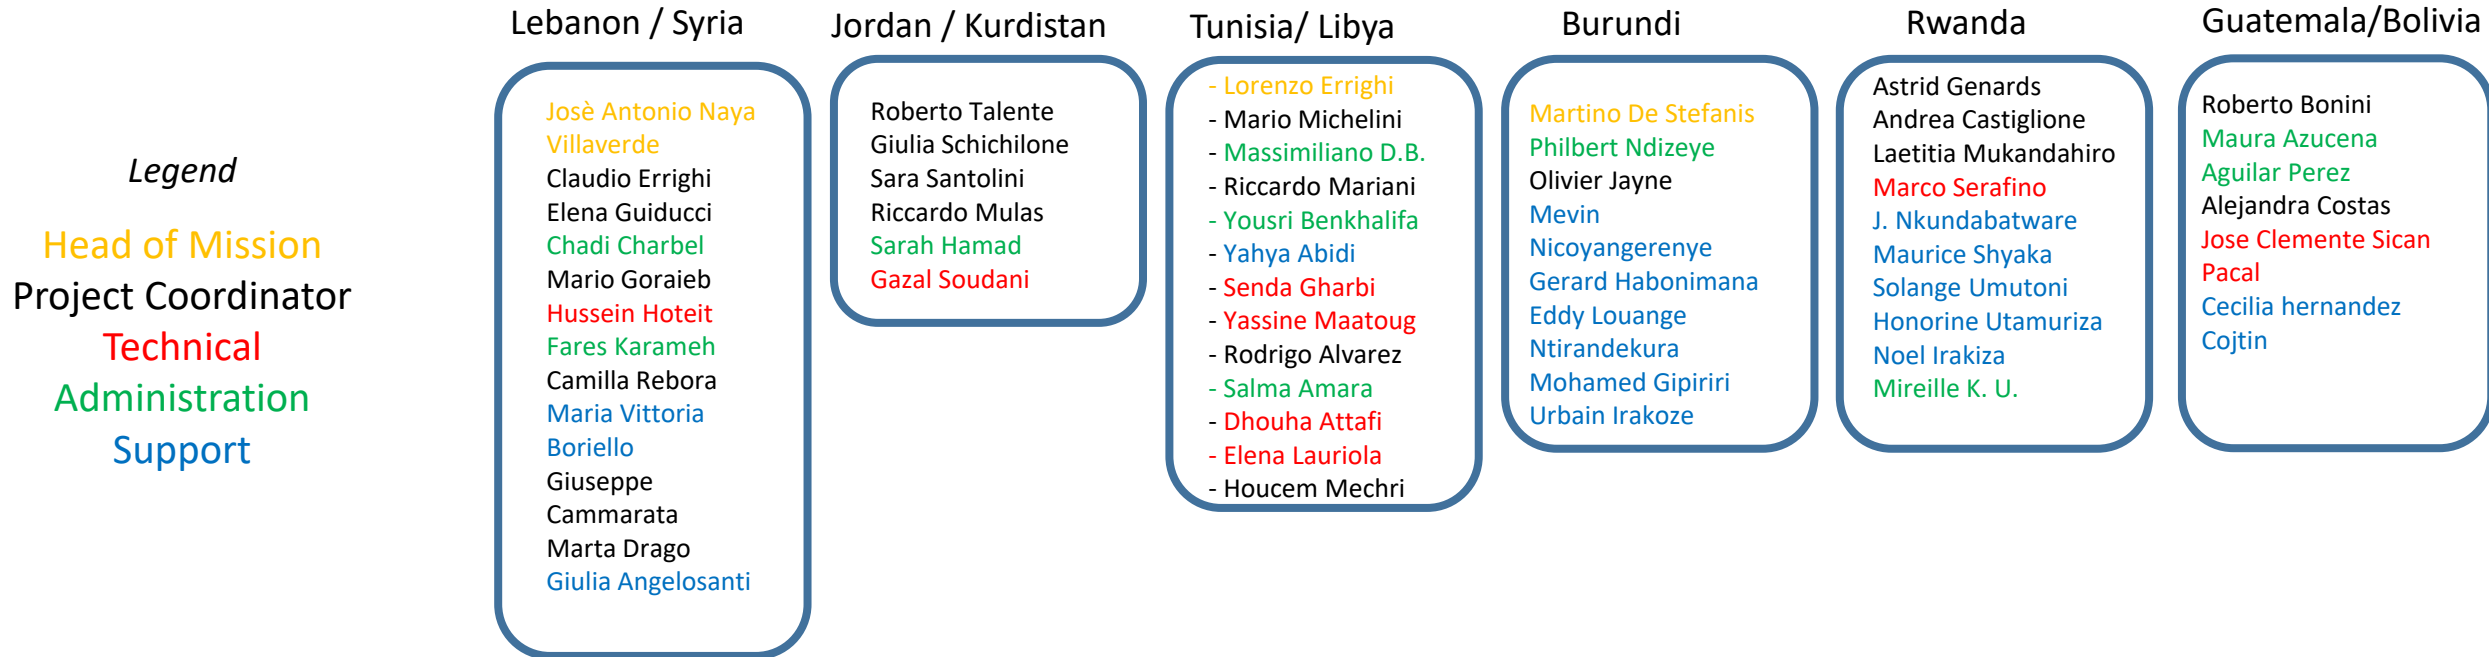 Legend
Head of Mission
Project Coordinator
Technical
Administration
Support
Lebanon / Syria
Josè Antonio Naya
Villaverde
Claudio Errighi
Elena Guiducci
Chadi Charbel
Mario Goraieb
Hussein Hoteit
Fares Karameh
Camilla Rebora
Maria Vittoria
Boriello
Giuseppe
Cammarata
Marta Drago
Giulia Angelosanti
Jordan / Kurdistan
Roberto Talente
Giulia Schichilone
Sara Santolini
Riccardo Mulas
Sarah Hamad
Gazal Soudani
Tunisia/ Libya
- Lorenzo Errighi
- Mario Michelini
- Massimiliano D.B.
- Riccardo Mariani
- Yousri Benkhalifa
- Yahya Abidi
- Senda Gharbi
- Yassine Maatoug
- Rodrigo Alvarez
- Salma Amara
- Dhouha Attafi
- Elena Lauriola
- Houcem Mechri
Burundi
Martino De Stefanis
Philbert Ndizeye
Olivier Jayne
Mevin
Nicoyangerenye
Gerard Habonimana
Eddy Louange
Ntirandekura
Mohamed Gipiriri
Urbain Irakoze
Rwanda
Astrid Genards
Andrea Castiglione
Laetitia Mukandahiro
Marco Serafino
J. Nkundabatware
Maurice Shyaka
Solange Umutoni
Honorine Utamuriza
Noel Irakiza
Mireille K. U.
Guatemala/Bolivia
Roberto Bonini
Maura Azucena
Aguilar Perez
Alejandra Costas
Jose Clemente Sican
Pacal
Cecilia hernandez
Cojtin